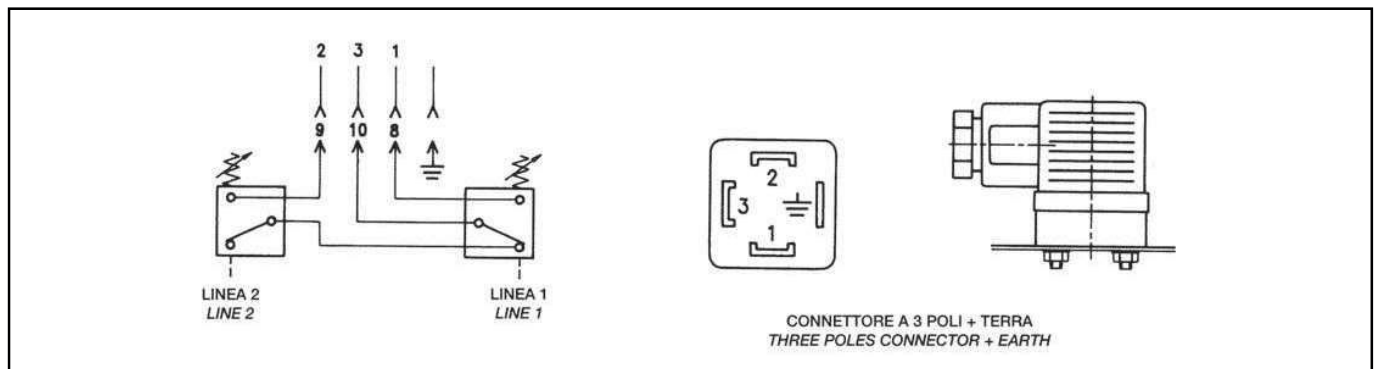 2 3 1
9 10 8
LINEA 2
LINE 2
LINEA 1
LINE 1
2
3
1
CONNETTORE A 3 POLI + TERRA
THREE POLES CONNECTOR + EARTH